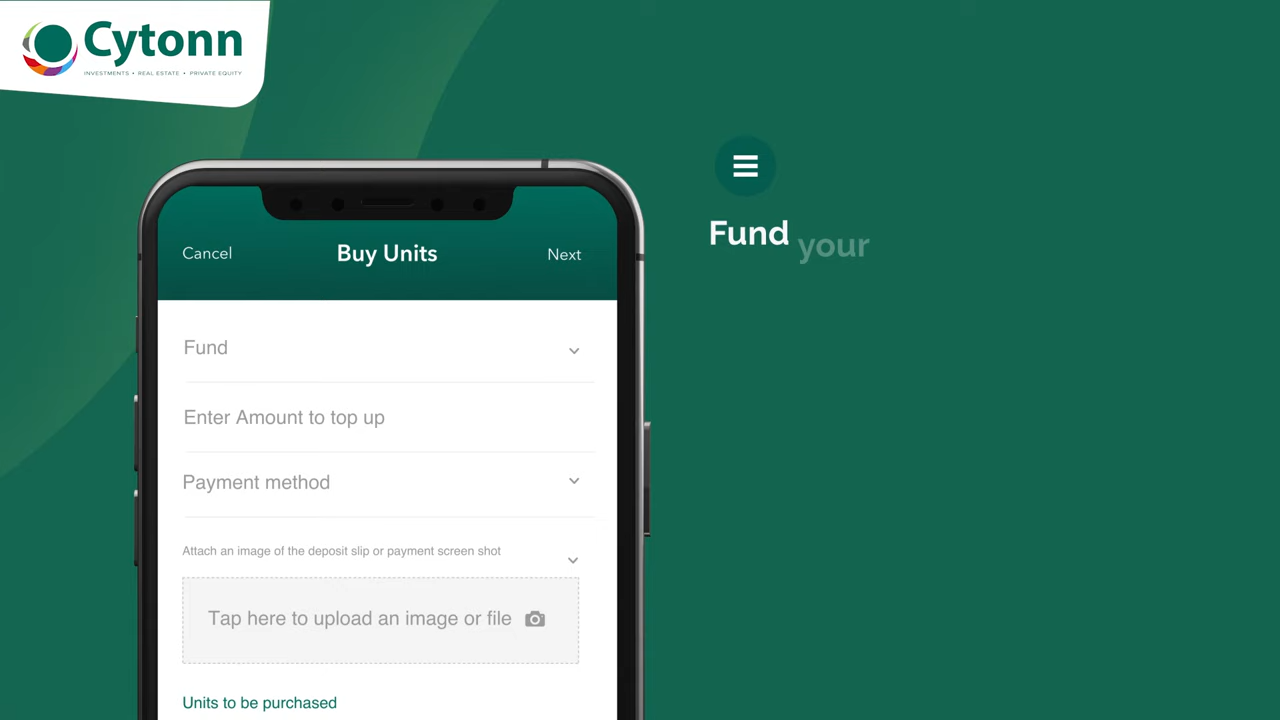 Cytonn
INVESTMENTS • REAL ESTATE • PRIVATE EQUITY
Fund your
Cancel
Buy Units
Next
Fund
Enter Amount to top up
Payment method
Attach an image of the deposit slip or payment screen shot
Tap here to upload an image or file
Units to be purchased